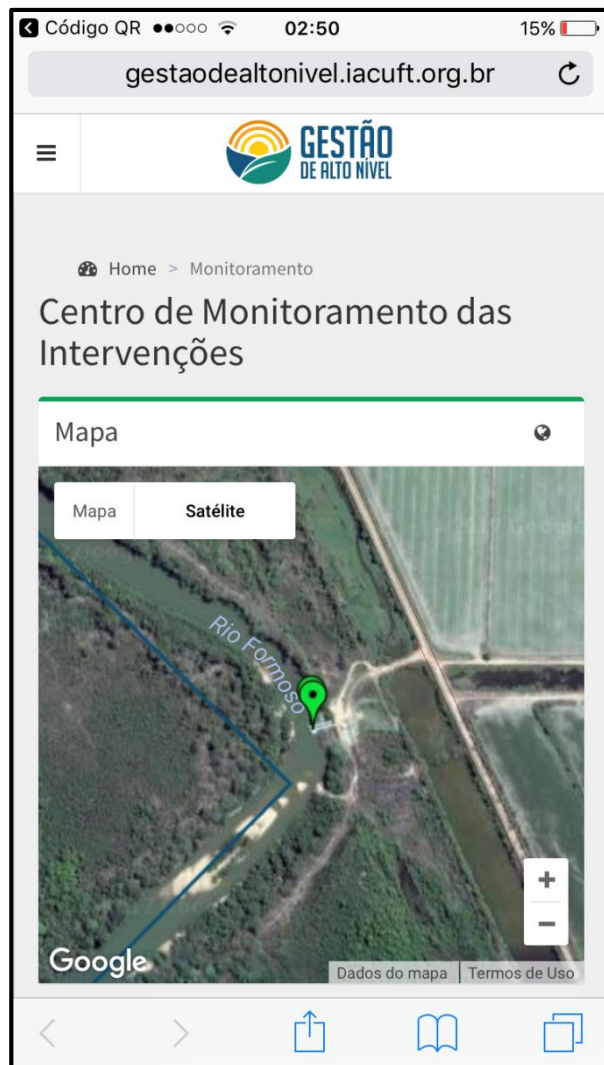 Código QR 02:50 15%
gestaodealtonivel.iacuft.org.br
GESTÃO
DE ALTO NÍVEL
Home > Monitoramento
Centro de Monitoramento das
Intervenções
Mapa
Mapa Satélite
Rio Formoso
+
−
Google
Dados do mapa Termos de Uso